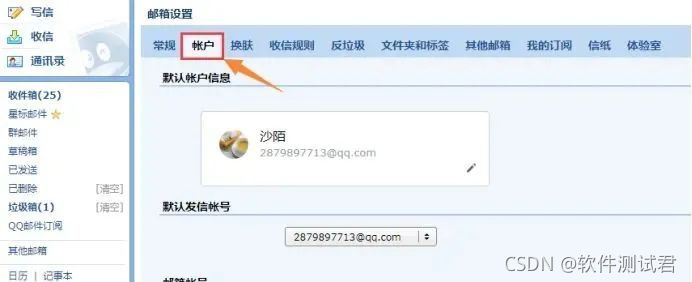 写信
收信
通讯录
收件箱(25)
星标邮件
群邮件
草稿箱
已发送
已删除 [清空]
垃圾箱(1) [清空]
QQ邮件订阅
其他邮箱
日历 | 记事本
邮箱设置
常规 帐户 换肤 收信规则 反垃圾 文件夹和标签 其他邮箱 我的订阅 信纸 体验室
默认帐户信息
沙陌
2879897713@qq.com
默认发信帐号
2879897713@qq.com
邮箱帐号
CSDN @软件测试君